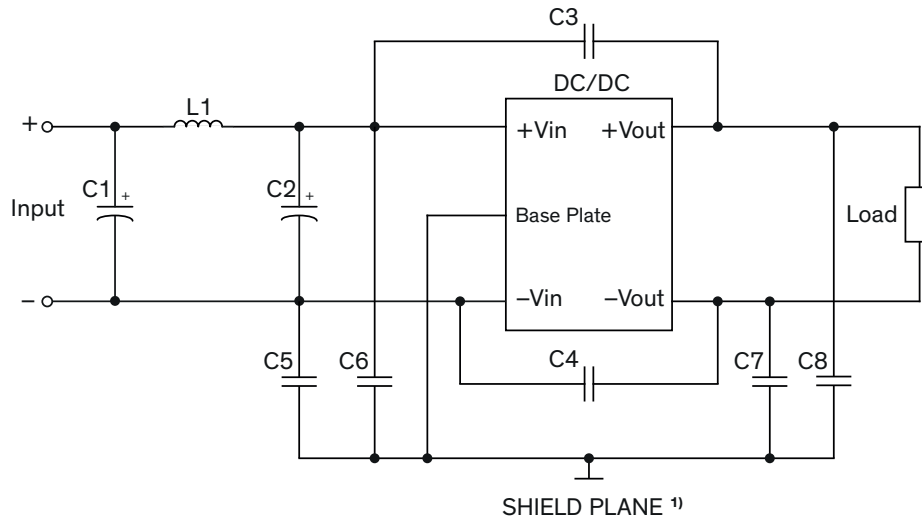 C3
DC/DC
L1
+
+Vin
+Vout
C1
+
C2
+
Input
Base Plate
Load
−
−Vin
−Vout
C5
C6
C4
C7
C8
SHIELD PLANE ¹⁾